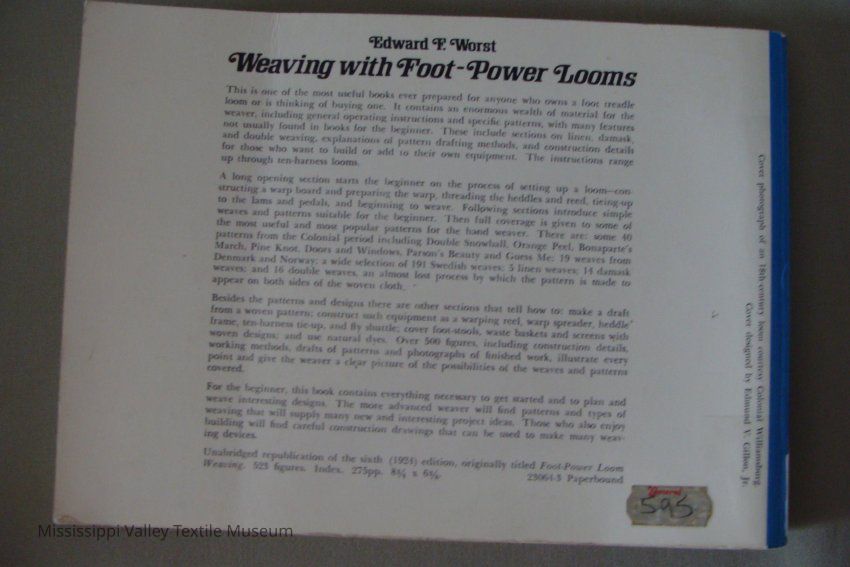 Edward F. Worst
Weaving with Foot-Power Looms
This is one of the most useful books ever prepared for anyone who owns a foot treadle
loom or is thinking of buying one. It contains an enormous wealth of material for the
weaver, including general operating instructions and specific patterns, with many features
not usually found in books for the beginner. These include sections on linen, damask,
and double weaving, explanations of pattern drafting methods, and construction details
for those who want to build or add to their own equipment. The instructions range
up through ten-harness looms.
A long opening section starts the beginner on the process of setting up a loom—con-
structing a warp board and preparing the warp, threading the heddles and reed, tieing-up
to the lams and pedals, and beginning to weave. Following sections introduce simple
weaves and patterns suitable for the beginner. Then full coverage is given to some of
the most useful and most popular patterns for the hand weaver. There are: some 40
patterns from the Colonial period including Double Snowball, Orange Peel, Bonaparte's
March, Pine Knot, Doors and Windows, Parson's Beauty and Guess Me; 19 weaves from
Denmark and Norway; a wide selection of 191 Swedish weaves; 5 linen weaves; 14 damask
weaves; and 16 double weaves, an almost lost process by which the pattern is made to
appear on both sides of the woven cloth.
Besides the patterns and designs there are other sections that tell how to: make a draft
from a woven pattern; construct such equipment as a warping reel, warp spreader, heddle
frame, ten-harness tie-up, and fly shuttle; cover foot-stools, waste baskets and screens with
woven designs; and use natural dyes. Over 500 figures, including construction details,
working methods, drafts of patterns and photographs of finished work, illustrate every
point and give the weaver a clear picture of the possibilities of the weaves and patterns
covered.
For the beginner, this book contains everything necessary to get started and to plan and
weave interesting designs. The more advanced weaver will find patterns and types of
weaving that will supply many new and interesting project ideas. Those who also enjoy
building will find careful construction drawings that can be used to make many weav-
ing devices.
Unabridged republication of the sixth (1924) edition, originally titled Foot-Power Loom
Weaving. 523 figures. Index. 275pp. 8⅜ x 6⅛. 23064-3 Paperbound
Cover photograph of an 18th-century loom courtesy Colonial Williamsburg.
Cover designed by Edmund V. Gillon, Jr.
General
595
Mississippi Valley Textile Museum